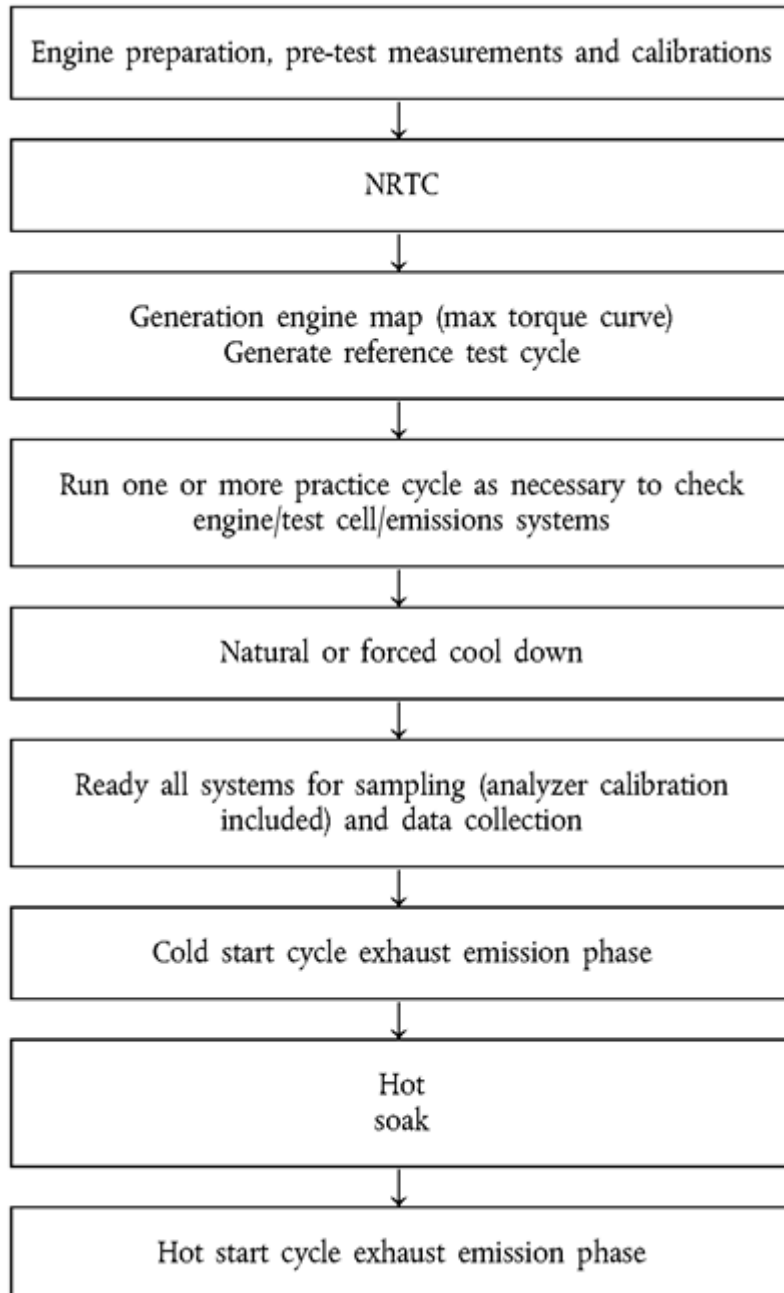 Engine preparation, pre-test measurements and calibrations
NRTC
Generation engine map (max torque curve)
Generate reference test cycle
Run one or more practice cycle as necessary to check
engine/test cell/emissions systems
Natural or forced cool down
Ready all systems for sampling (analyzer calibration
included) and data collection
Cold start cycle exhaust emission phase
Hot
soak
Hot start cycle exhaust emission phase